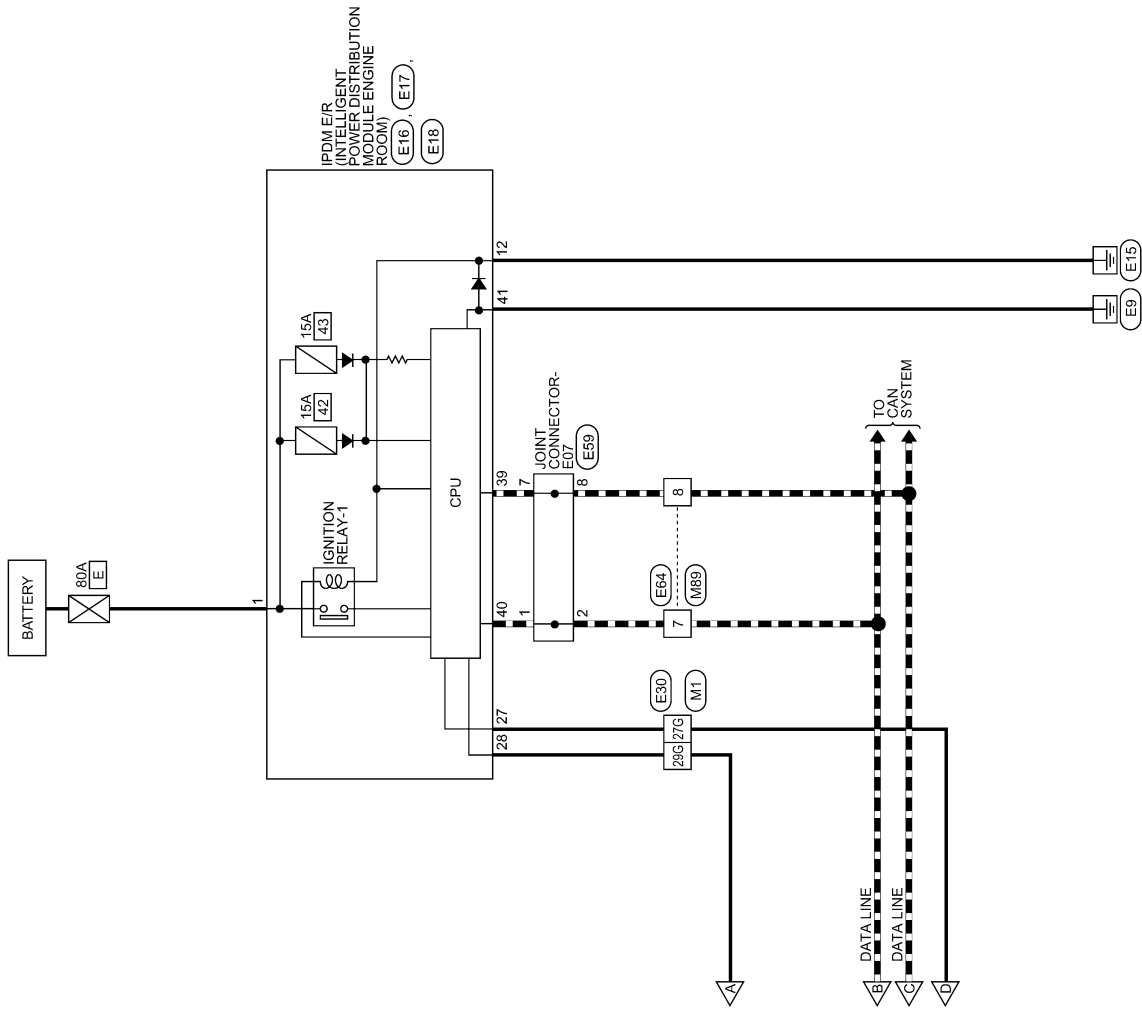 BATTERY
80A
E
1
IPDM E/R
(INTELLIGENT
POWER DISTRIBUTION
MODULE ENGINE
ROOM)
E16 , E17 ,
E18
IGNITION
RELAY-1
15A
42
15A
43
CPU
28
27
40
39
41
12
1
7
JOINT
CONNECTOR-
E07
E59
2
8
E30
M1
29G
27G
E64
M89
7
8
TO
CAN
SYSTEM
E9
E15
DATA LINE
DATA LINE
A
B
C
D